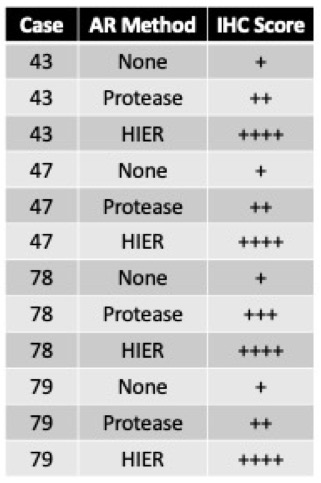 Case AR Method IHC Score
43 None +
43 Protease ++
43 HIER ++++
47 None +
47 Protease ++
47 HIER ++++
78 None +
78 Protease +++
78 HIER ++++
79 None +
79 Protease ++
79 HIER ++++